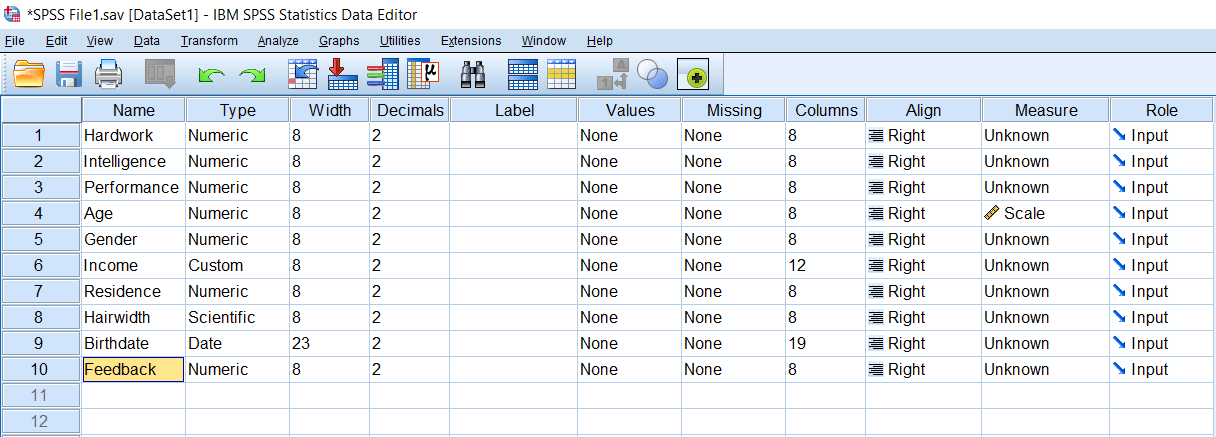 *SPSS File1.sav [DataSet1] - IBM SPSS Statistics Data Editor
File Edit View Data Transform Analyze Graphs Utilities Extensions Window Help
μ A 1 4
Name Type Width Decimals Label Values Missing Columns Align Measure Role
1 Hardwork Numeric 8 2 None None 8 Right Unknown Input
2 Intelligence Numeric 8 2 None None 8 Right Unknown Input
3 Performance Numeric 8 2 None None 8 Right Unknown Input
4 Age Numeric 8 2 None None 8 Right Scale Input
5 Gender Numeric 8 2 None None 8 Right Unknown Input
6 Income Custom 8 2 None None 12 Right Unknown Input
7 Residence Numeric 8 2 None None 8 Right Unknown Input
8 Hairwidth Scientific 8 2 None None 8 Right Unknown Input
9 Birthdate Date 23 2 None None 19 Right Unknown Input
10 Feedback Numeric 8 2 None None 8 Right Unknown Input
11
12